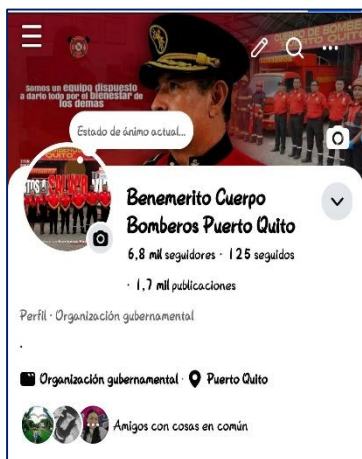 Somos un equipo dispuesto
a darlo todo por el bienestar de
los demas
Estado de ánimo actual...
Benemerito Cuerpo
Bomberos Puerto Quito
6,8 mil seguidores · 125 seguidos
· 1,7 mil publicaciones
Perfil · Organización gubernamental
.
Organización gubernamental · Puerto Quito
Amigos con cosas en común